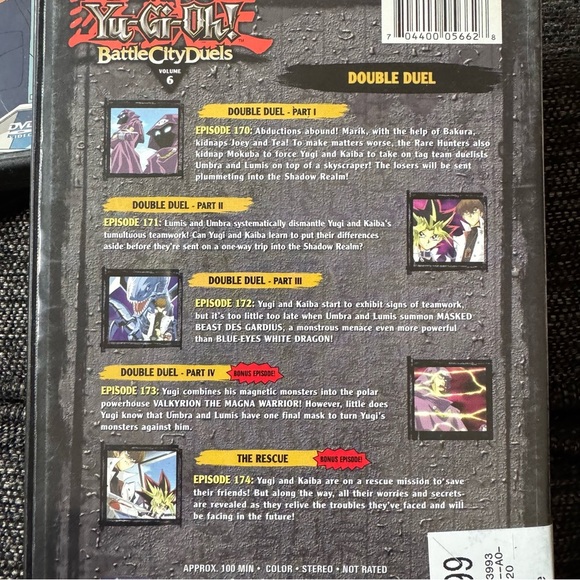 Yu-Gi-Oh!
Battle City Duels
VOLUME
6
7 04400 05662 8
DOUBLE DUEL
DOUBLE DUEL - PART I
EPISODE 170: Abductions abound! Marik, with the help of Bakura,
kidnaps Joey and Tea! To make matters worse, the Rare Hunters also
kidnap Mokuba to force Yugi and Kaiba to take on tag team duelists
Umbra and Lumis on top of a skyscraper! The losers will be sent
plummeting into the Shadow Realm!
DOUBLE DUEL - PART II
EPISODE 171: Lumis and Umbra systematically dismantle Yugi and Kaiba's
tumultuous teamwork! Can Yugi and Kaiba learn to put their differences
aside before they're sent on a one-way trip into the Shadow Realm?
DOUBLE DUEL - PART III
EPISODE 172: Yugi and Kaiba start to exhibit signs of teamwork,
but it's too little too late when Umbra and Lumis summon MASKED
BEAST DES GARDIUS, a monstrous menace even more powerful
than BLUE-EYES WHITE DRAGON!
DOUBLE DUEL - PART IV BONUS EPISODE!
EPISODE 173: Yugi combines his magnetic monsters into the polar
powerhouse VALKYRION THE MAGNA WARRIOR! However, little does
Yugi know that Umbra and Lumis have one final mask to turn Yugi's
monsters against him.
THE RESCUE BONUS EPISODE!
EPISODE 174: Yugi and Kaiba are on a rescue mission to save
their friends! But along the way, all their worries and secrets
are revealed as they relive the troubles they've faced and will
be facing in the future!
APPROX. 100 MIN • COLOR • STEREO • NOT RATED
DVD